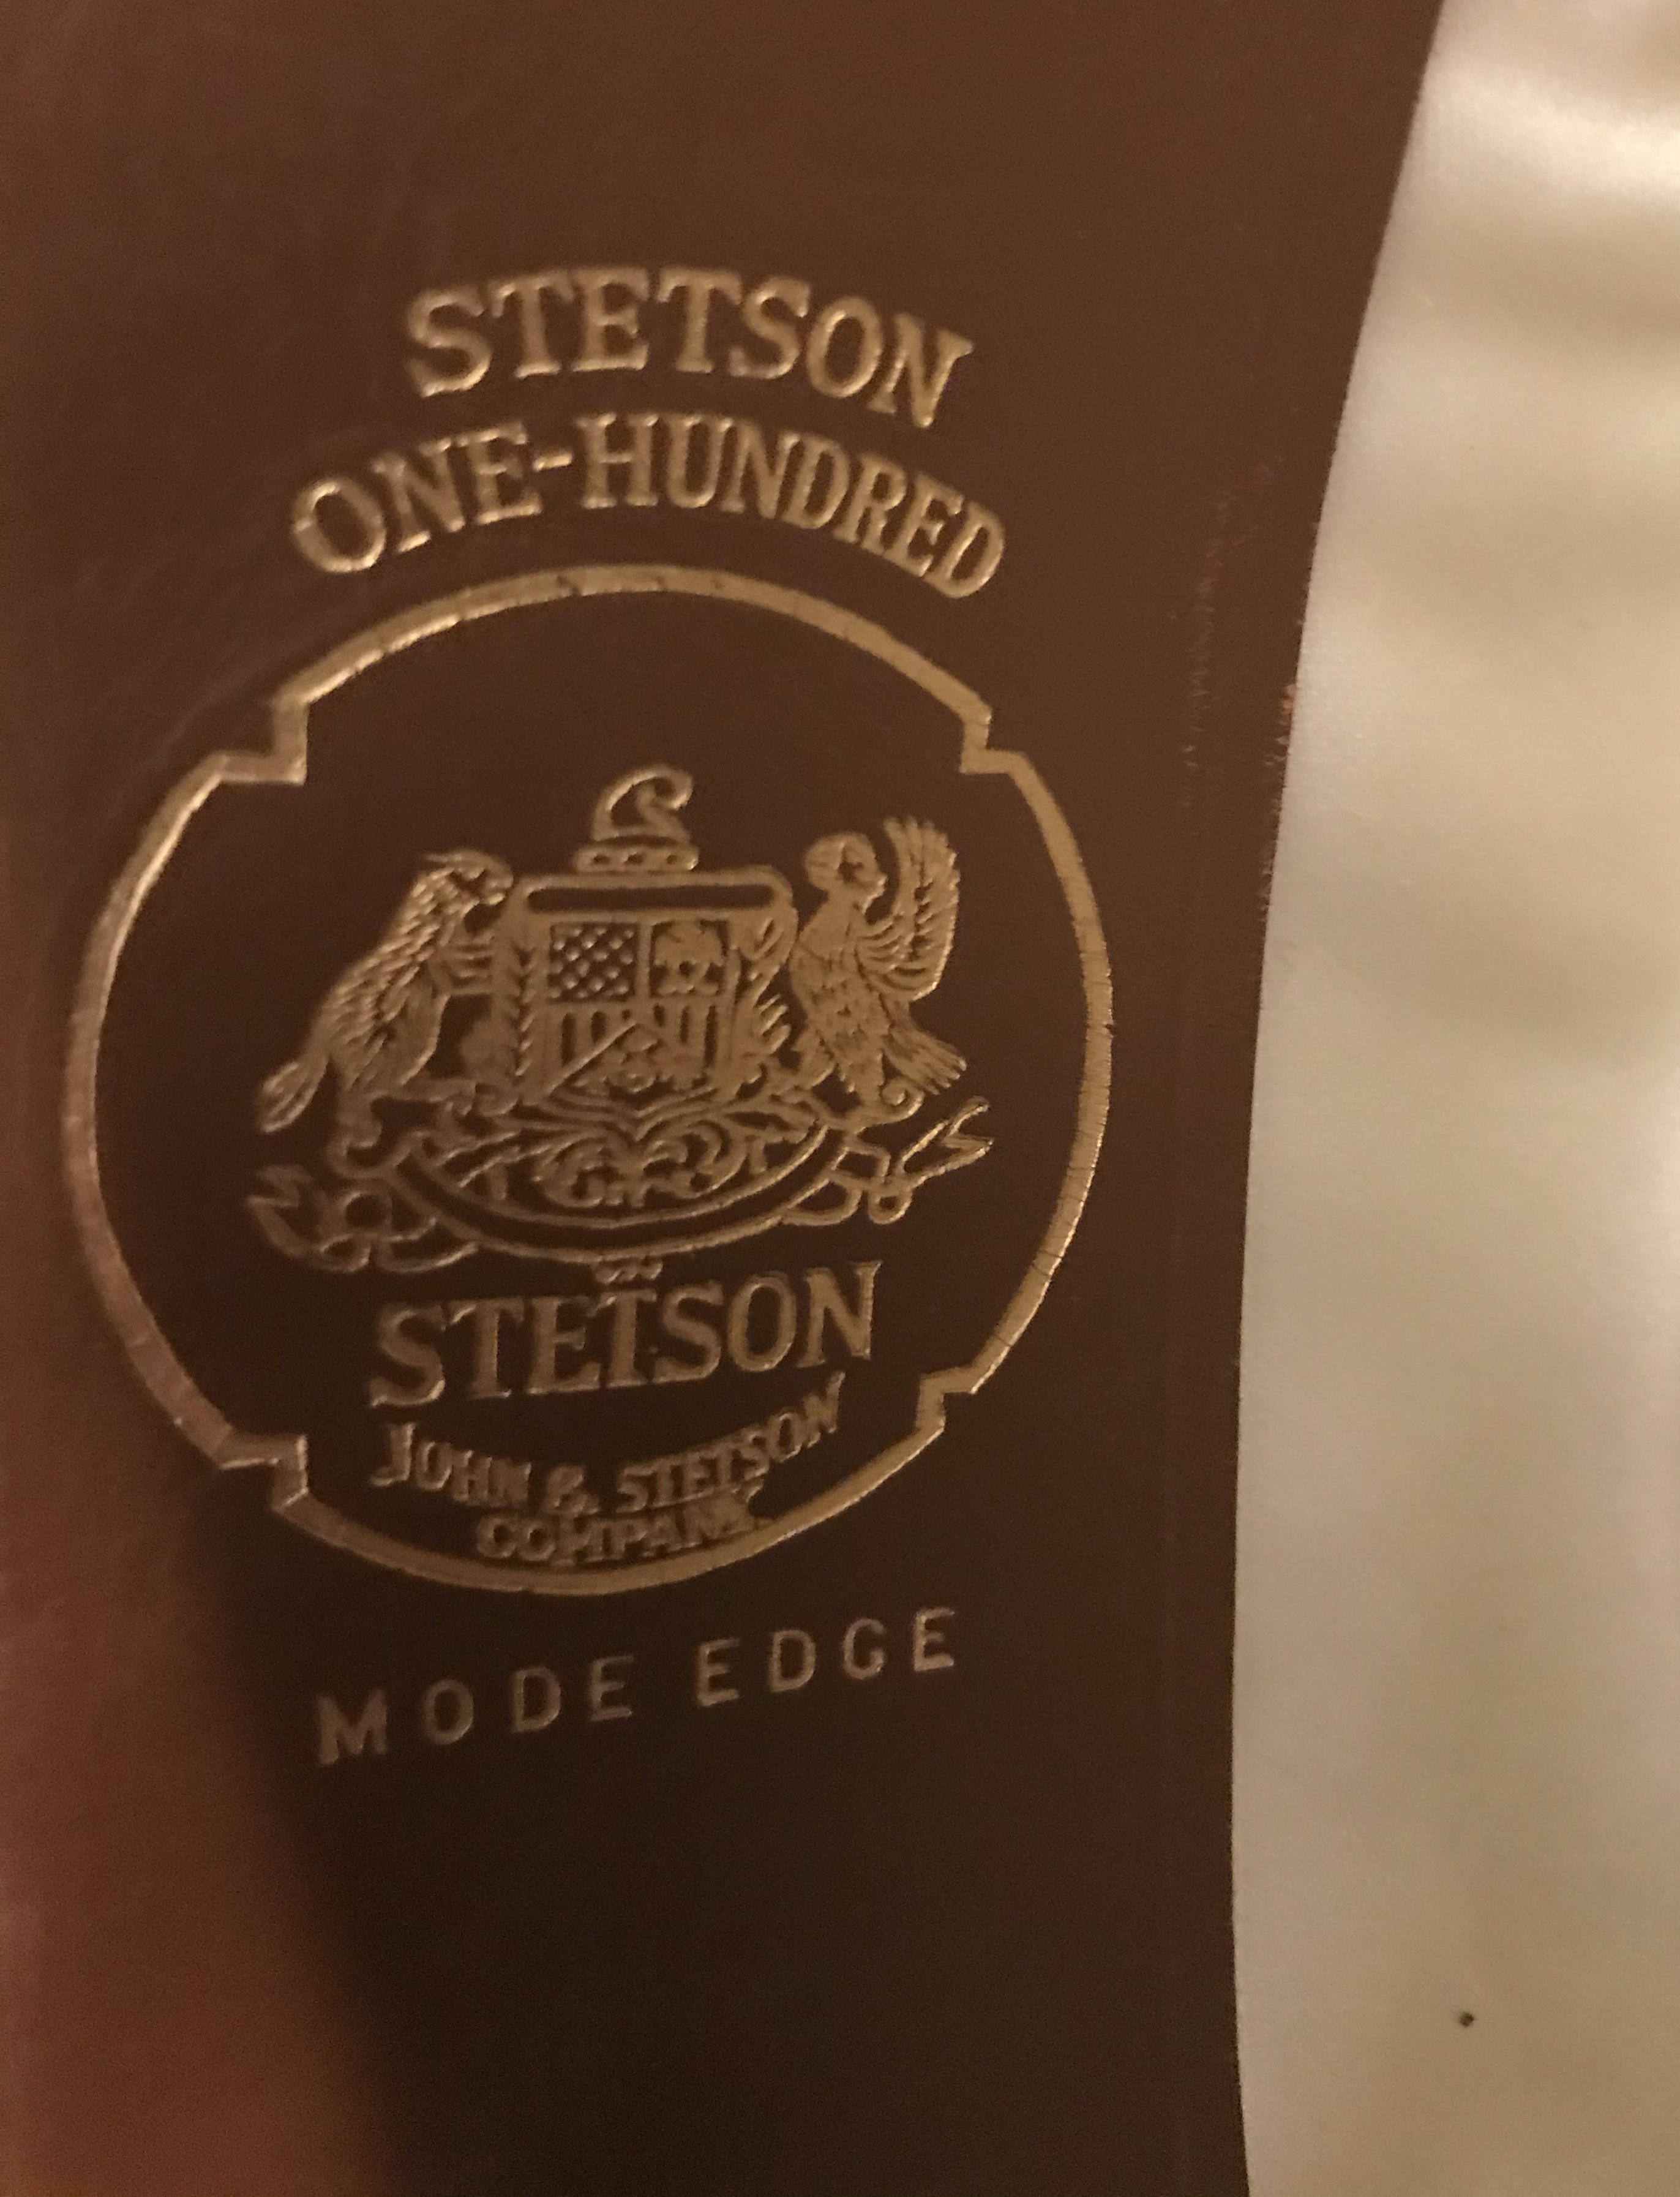 STETSON
ONE-HUNDRED
STETSON
JOHN B. STETSON
COMPANY
MODE EDGE